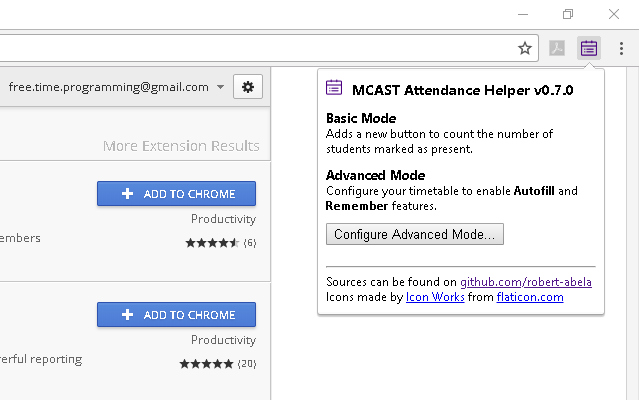 free.time.programming@gmail.com
More Extension Results
ADD TO CHROME
Productivity
embers
(6)
ADD TO CHROME
Productivity
erful reporting
(20)
MCAST Attendance Helper v0.7.0
Basic Mode
Adds a new button to count the number of
students marked as present.
Advanced Mode
Configure your timetable to enable Autofill and
Remember features.
Configure Advanced Mode...
Sources can be found on github.com/robert-abela
Icons made by Icon Works from flaticon.com